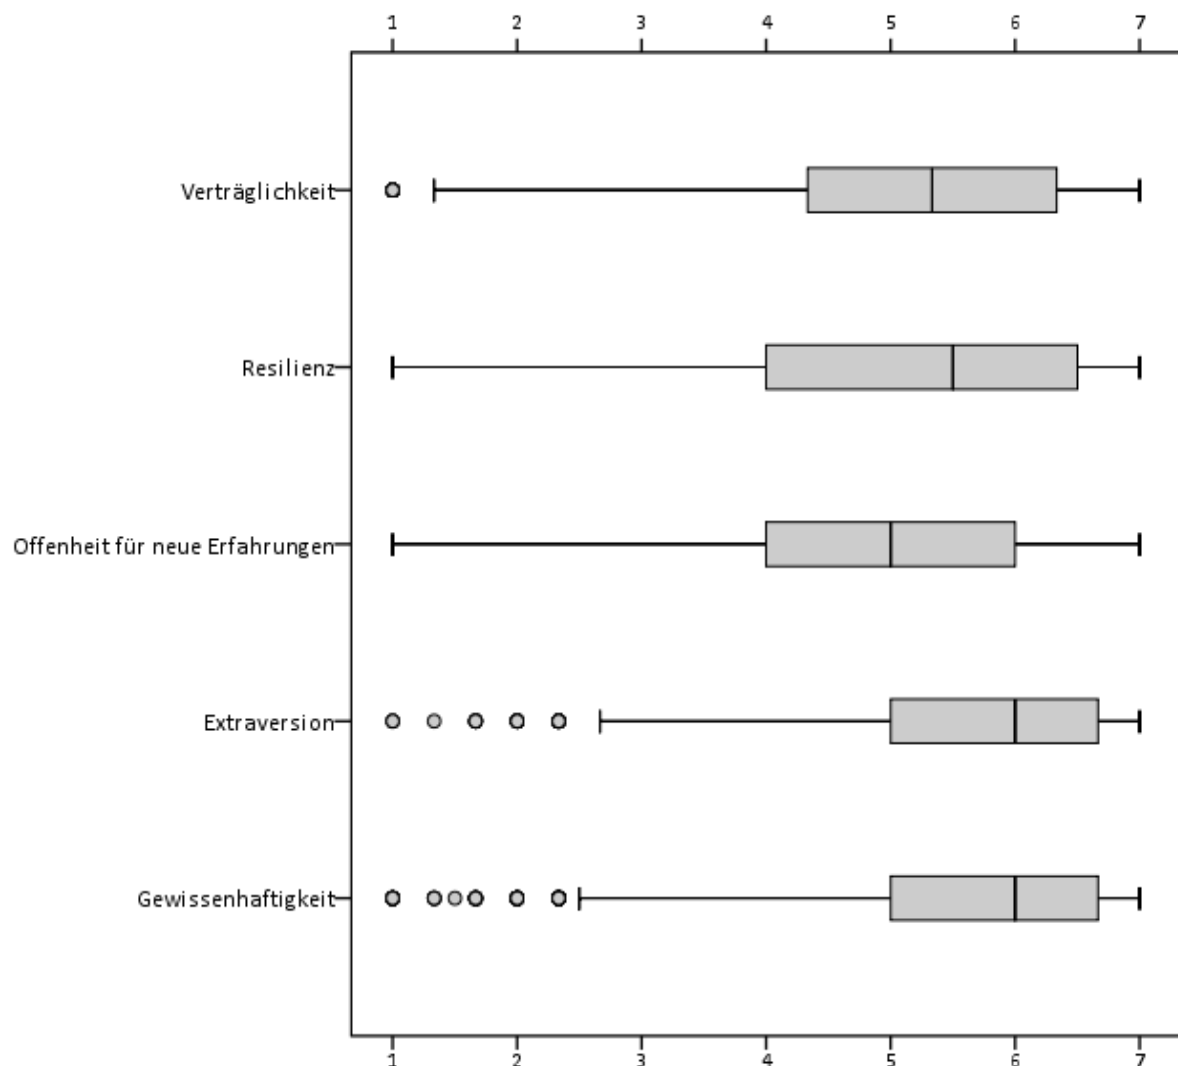 1 2 3 4 5 6 7
Verträglichkeit
Resilienz
Offenheit für neue Erfahrungen
Extraversion
Gewissenhaftigkeit
1 2 3 4 5 6 7